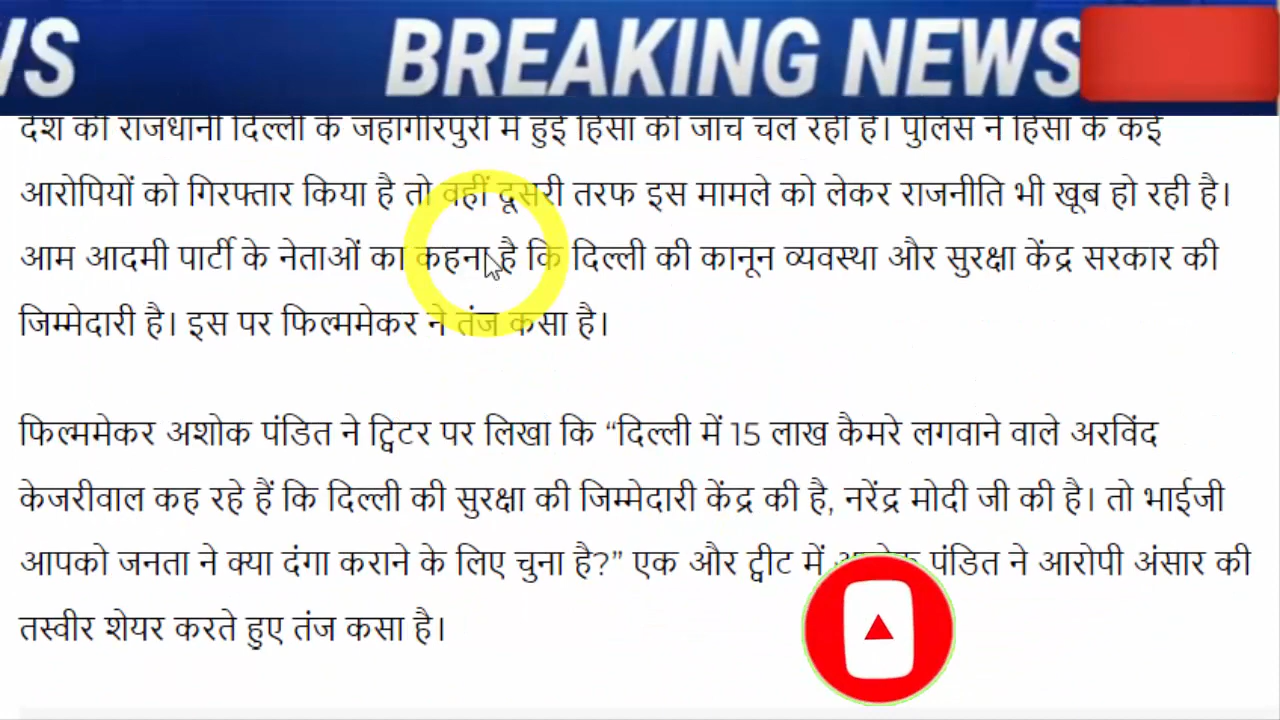 WS BREAKING NEWS
देश की राजधानी दिल्ली के जहांगीरपुरी में हुई हिंसा की जांच चल रही है। पुलिस ने हिंसा के कई
आरोपियों को गिरफ्तार किया है तो वहीं दूसरी तरफ इस मामले को लेकर राजनीति भी खूब हो रही है।
आम आदमी पार्टी के नेताओं का कहना है कि दिल्ली की कानून व्यवस्था और सुरक्षा केंद्र सरकार की
जिम्मेदारी है। इस पर फिल्ममेकर ने तंज कसा है।
फिल्ममेकर अशोक पंडित ने ट्विटर पर लिखा कि “दिल्ली में 15 लाख कैमरे लगवाने वाले अरविंद
केजरीवाल कह रहे हैं कि दिल्ली की सुरक्षा की जिम्मेदारी केंद्र की है, नरेंद्र मोदी जी की है। तो भाईजी
आपको जनता ने क्या दंगा कराने के लिए चुना है?” एक और ट्वीट में पंडित ने आरोपी अंसार की
तस्वीर शेयर करते हुए तंज कसा है।